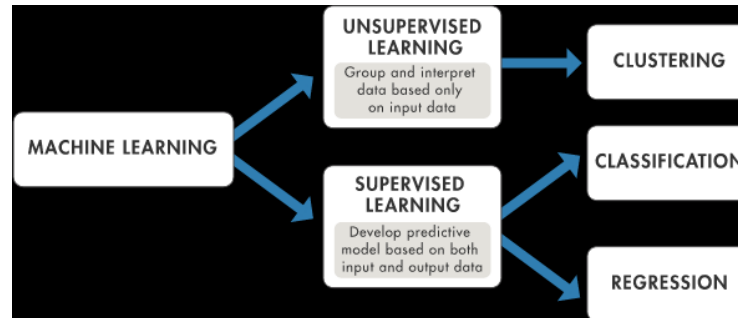 MACHINE LEARNING
UNSUPERVISED
LEARNING
Group and interpret
data based only
on input data
SUPERVISED
LEARNING
Develop predictive
model based on both
input and output data
CLUSTERING
CLASSIFICATION
REGRESSION